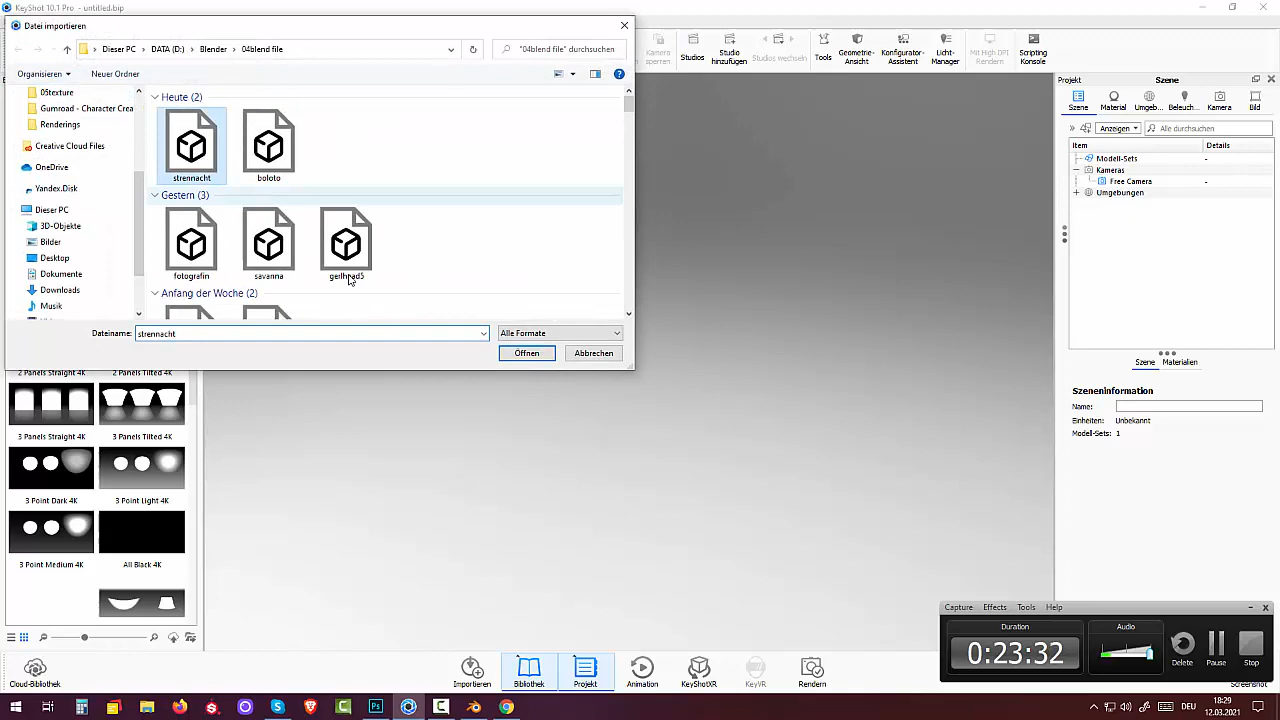 KeyShot 10.1 Pro - untitled.bip
Datei importieren
Dieser PC
DATA (D:)
Blender
04blend file
"04blend file" durchsuchen
Organisieren
Neuer Ordner
05texture
Gumroad - Character Crea
Renderings
Creative Cloud Files
OneDrive
Yandex.Disk
Dieser PC
3D-Objekte
Bilder
Desktop
Dokumente
Downloads
Musik
Heute (2)
strennacht
boloto
Gestern (3)
fotografin
savanna
Anfang der Woche (2)
Dateiname:
strennacht
Alle Formate
Öffnen
Abbrechen
Kamera sperren
Studios
Studio hinzufügen
Studios wechseln
Tools
Geometrie-Ansicht
Konfigurator-Assistent
Licht-Manager
Mit High DPI Rendern
Scripting Konsole
Projekt
Szene
Szene
Material
Umgeb...
Beleuch...
Kamera
Bild
Anzeigen
Alle durchsuchen
Item
Details
Modell-Sets
-
Kameras
Free Camera
-
Umgebungen
Szene
Materialien
Szeneninformation
Name:
Einheiten: Unbekannt
Modell-Sets: 1
2 Panels Straight 4K
2 Panels Tilted 4K
3 Panels Straight 4K
3 Panels Tilted 4K
3 Point Dark 4K
3 Point Light 4K
3 Point Medium 4K
All Black 4K
Cloud-Bibliothek
Importieren
Bibliothek
Projekt
Animation
KeyShotXR
KeyVR
Rendern
Screenshot
Capture
Effects
Tools
Help
Duration
0:23:32
Audio
Delete
Pause
Stop
DEU
18:29
12.03.2021